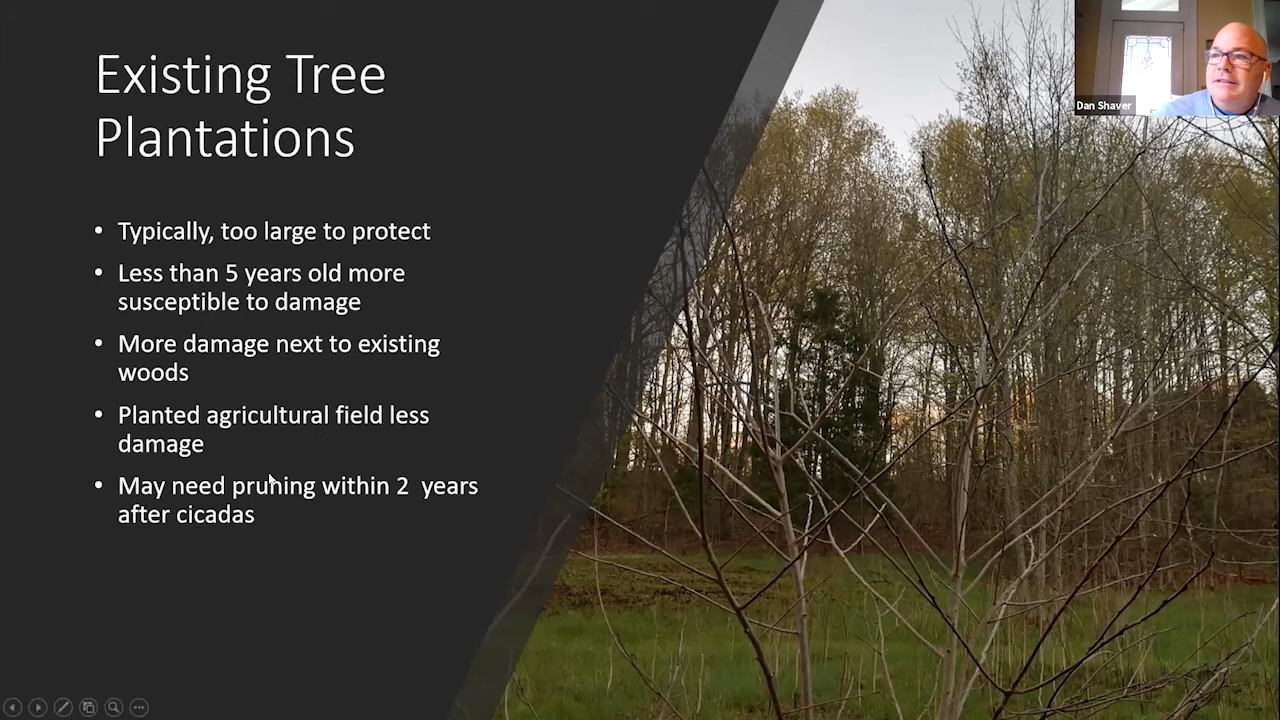 Existing Tree
Plantations
• Typically, too large to protect
• Less than 5 years old more
susceptible to damage
• More damage next to existing
woods
• Planted agricultural field less
damage
• May need pruning within 2  years
after cicadas
Dan Shaver